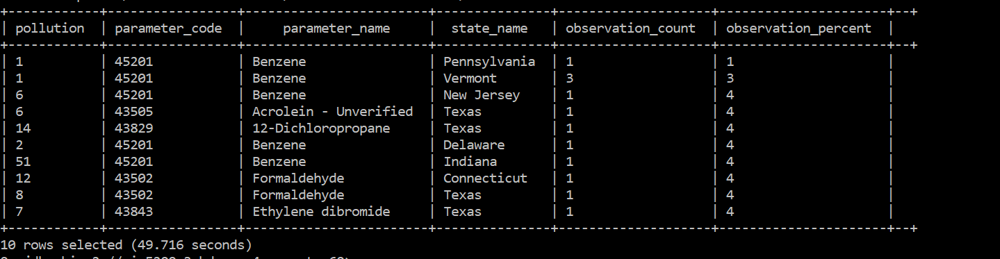 +------------+-----------------+------------------------+---------------+--------------------+----------------------+--+
| pollution  | parameter_code  |     parameter_name     |  state_name   | observation_count  | observation_percent  |
+------------+-----------------+------------------------+---------------+--------------------+----------------------+--+
| 1          | 45201           | Benzene                | Pennsylvania  | 1                  | 1                    |
| 1          | 45201           | Benzene                | Vermont       | 3                  | 3                    |
| 6          | 45201           | Benzene                | New Jersey    | 1                  | 4                    |
| 6          | 43505           | Acrolein - Unverified  | Texas         | 1                  | 4                    |
| 14         | 43829           | 12-Dichloropropane     | Texas         | 1                  | 4                    |
| 2          | 45201           | Benzene                | Delaware      | 1                  | 4                    |
| 51         | 45201           | Benzene                | Indiana       | 1                  | 4                    |
| 12         | 43502           | Formaldehyde           | Connecticut   | 1                  | 4                    |
| 8          | 43502           | Formaldehyde           | Texas         | 1                  | 4                    |
| 7          | 43843           | Ethylene dibromide     | Texas         | 1                  | 4                    |
+------------+-----------------+------------------------+---------------+--------------------+----------------------+--+
10 rows selected (49.716 seconds)